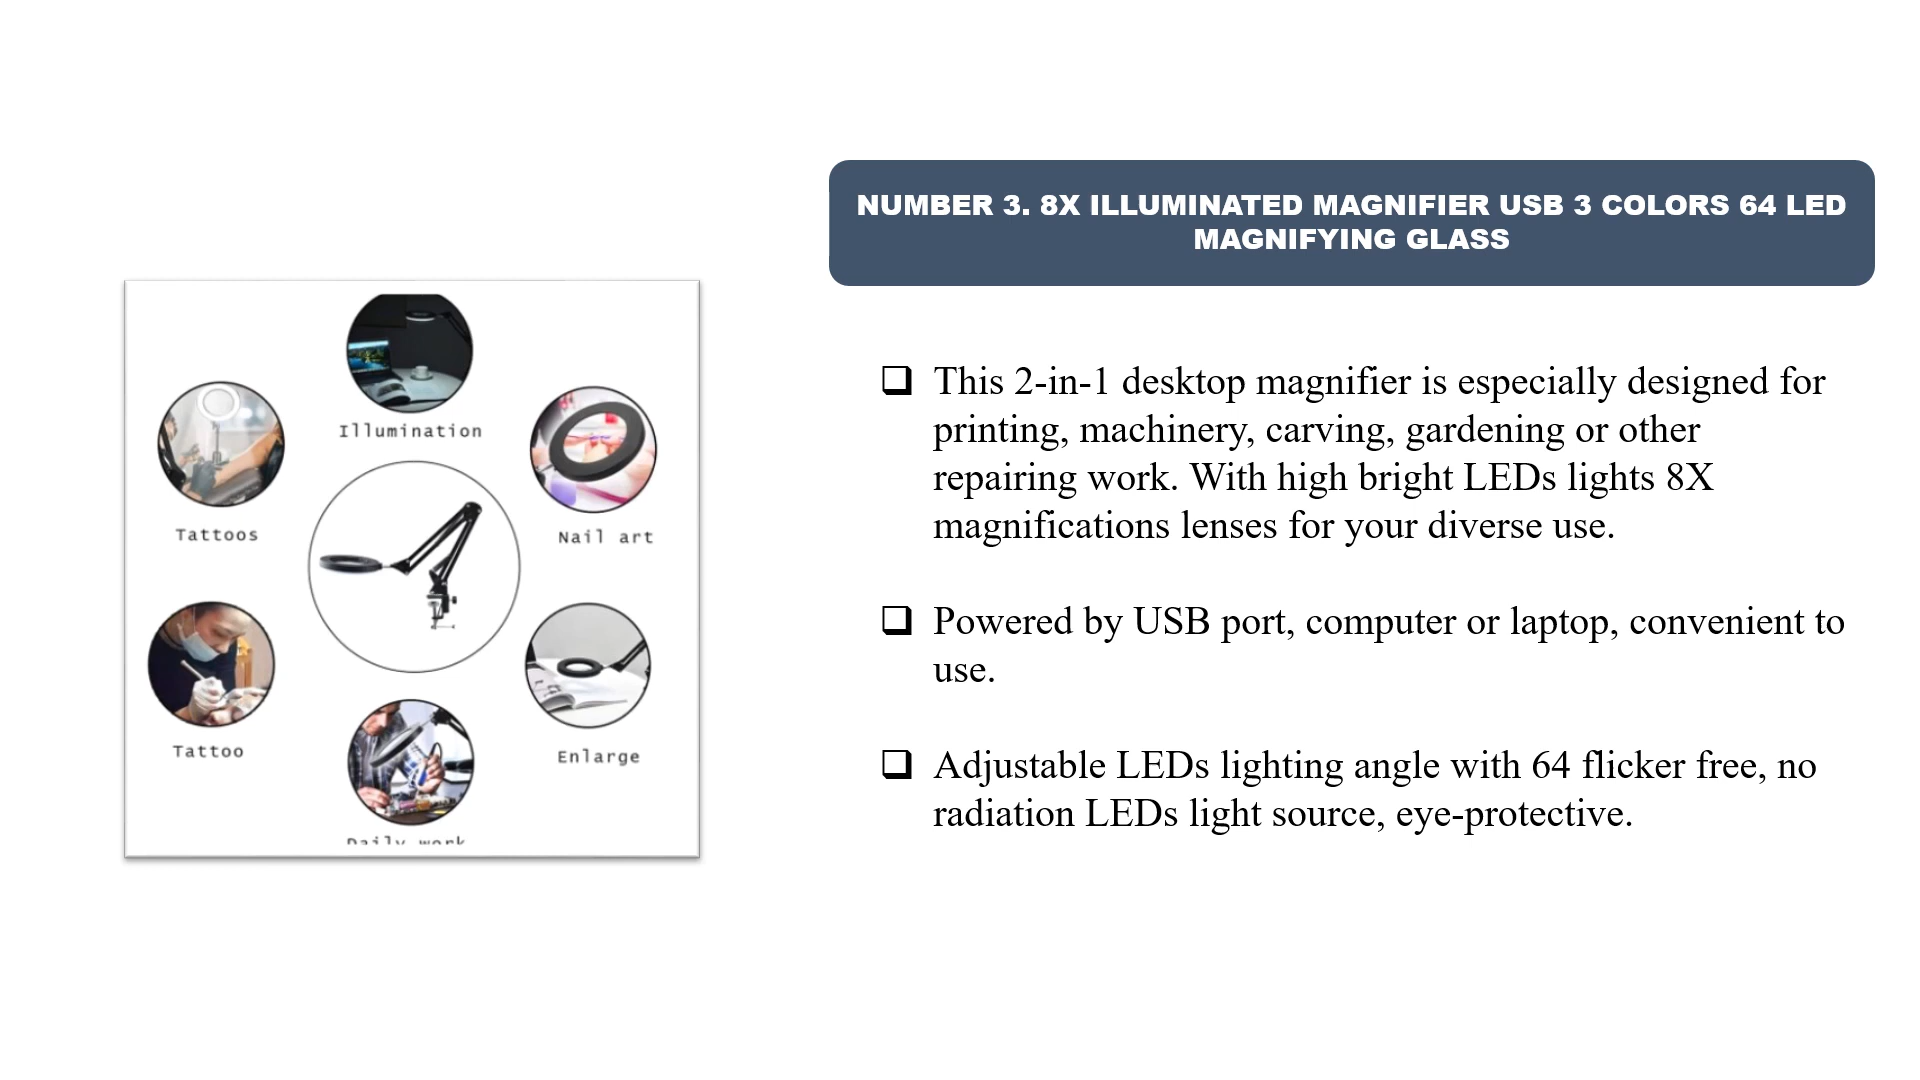 NUMBER 3. 8X ILLUMINATED MAGNIFIER USB 3 COLORS 64 LED
MAGNIFYING GLASS
Illumination
Tattoos
Nail art
Tattoo
Enlarge
Daily work
❑ This 2-in-1 desktop magnifier is especially designed for
printing, machinery, carving, gardening or other
repairing work. With high bright LEDs lights 8X
magnifications lenses for your diverse use.
❑ Powered by USB port, computer or laptop, convenient to
use.
❑ Adjustable LEDs lighting angle with 64 flicker free, no
radiation LEDs light source, eye-protective.